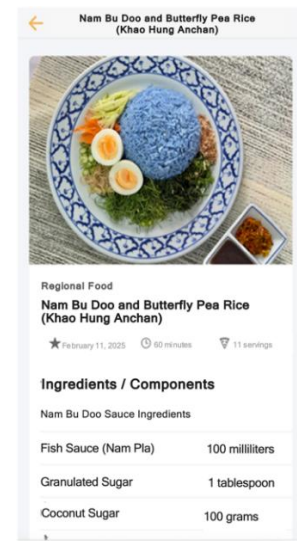 Nam Bu Doo and Butterfly Pea Rice
(Khao Hung Anchan)
Regional Food
Nam Bu Doo and Butterfly Pea Rice
(Khao Hung Anchan)
February 11, 2025 60 minutes 11 servings
Ingredients / Components
Nam Bu Doo Sauce Ingredients
Fish Sauce (Nam Pla) 100 milliliters
Granulated Sugar 1 tablespoon
Coconut Sugar 100 grams